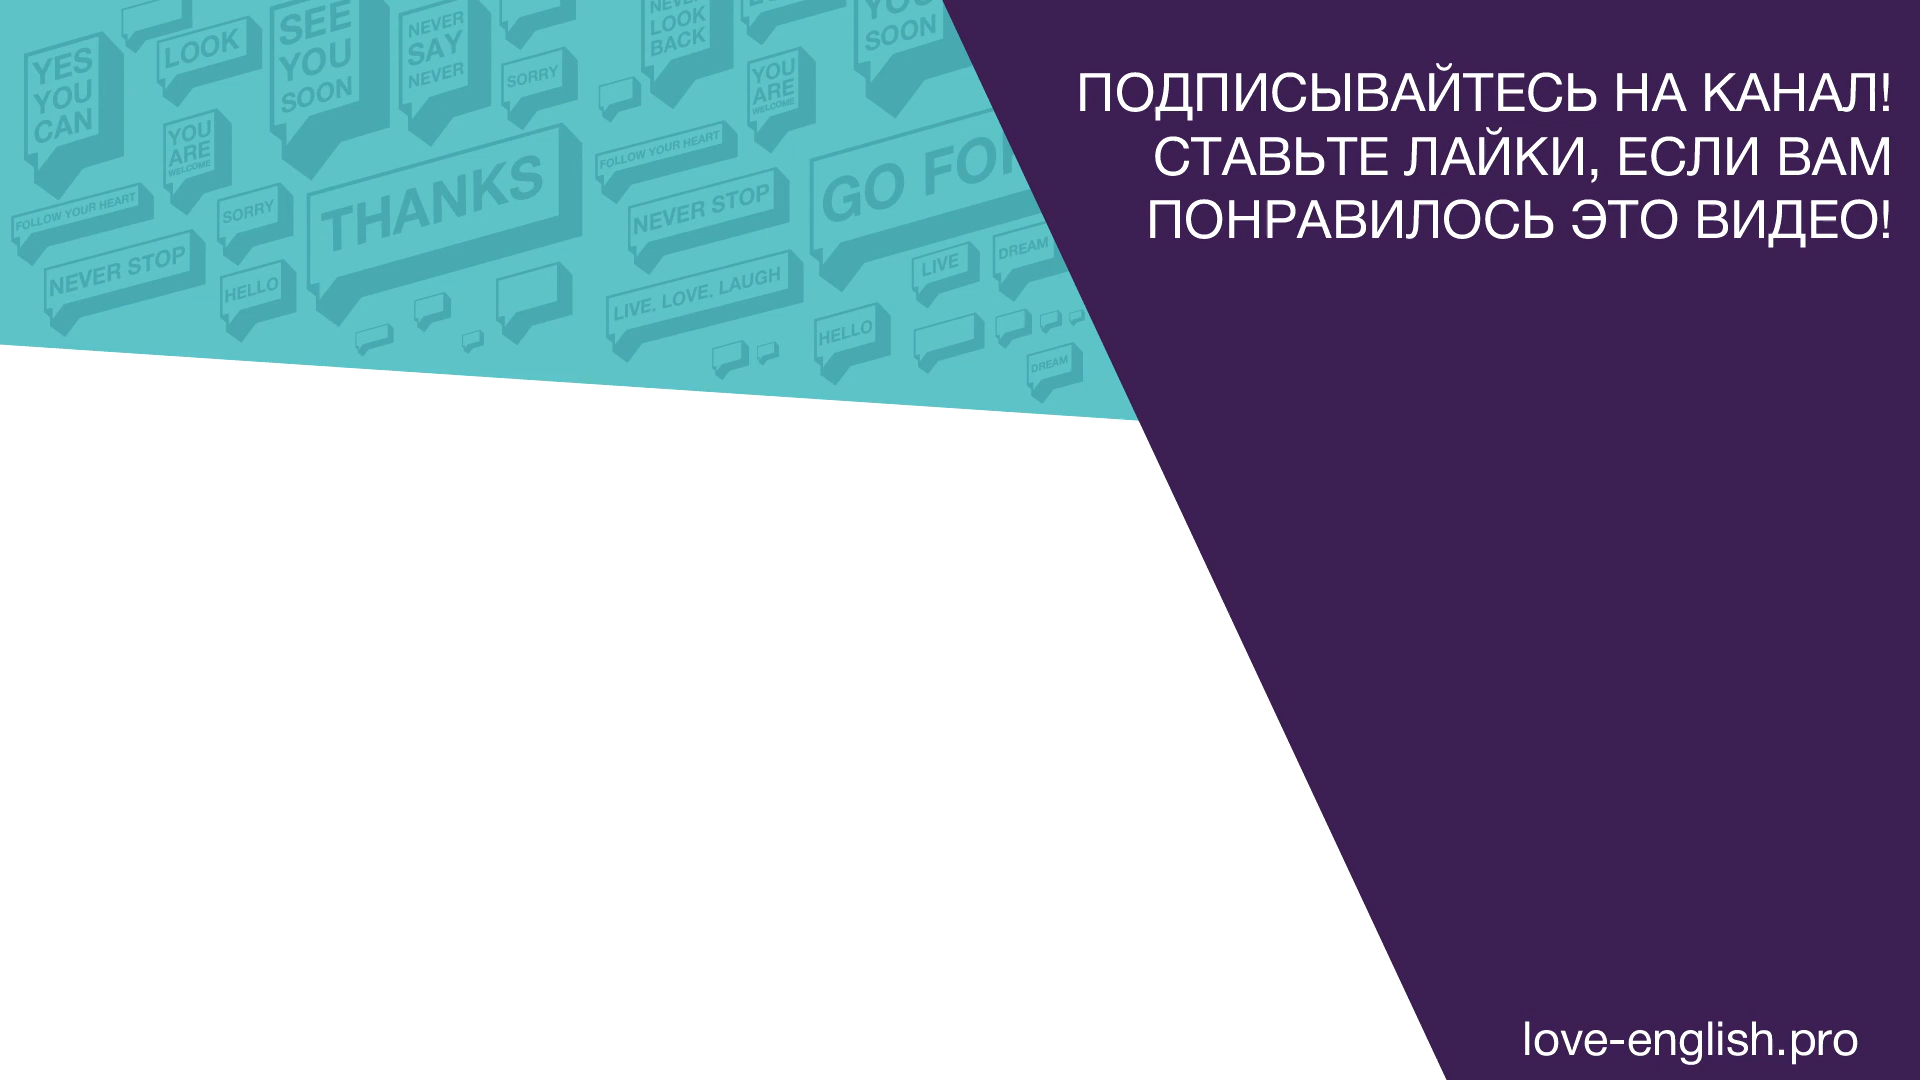 YES
YOU
CAN
LOOK
SEE
YOU
SOON
NEVER
SAY
NEVER
SORRY
LOOK
BACK
YOU
ARE
WELCOME
SOON
YOU
ARE
WELCOME
FOLLOW YOUR HEART
SORRY
THANKS
FOLLOW YOUR HEART
NEVER STOP
GO FOR
NEVER STOP
HELLO
LIVE, LOVE, LAUGH
LIVE
DREAM
HELLO
DREAM
ПОДПИСЫВАЙТЕСЬ НА КАНАЛ!
СТАВЬТЕ ЛАЙКИ, ЕСЛИ ВАМ
ПОНРАВИЛОСЬ ЭТО ВИДЕО!
love-english.pro